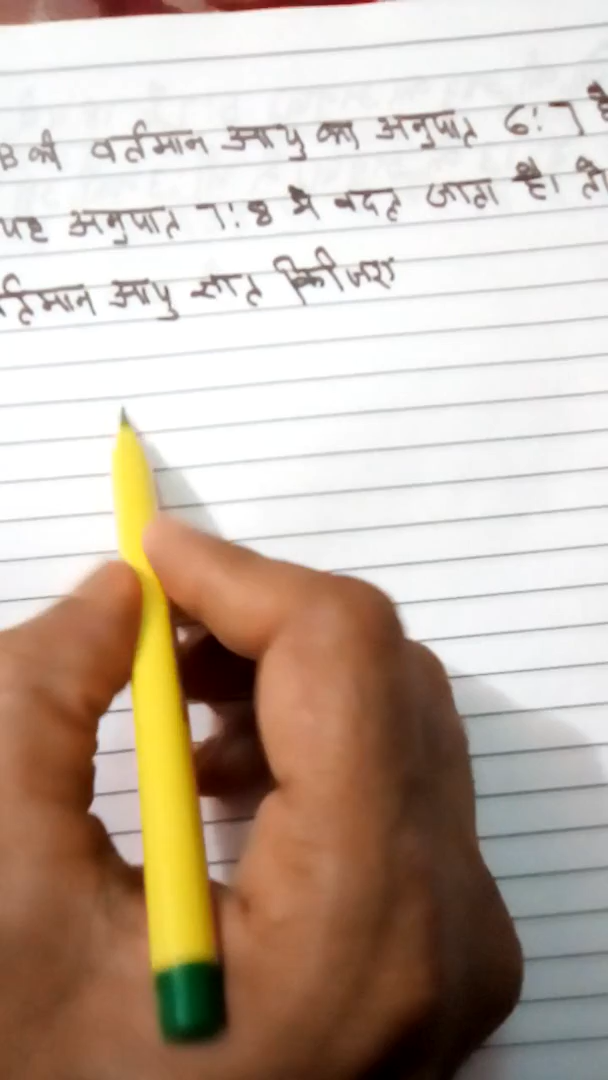 B की वर्तमान आयु का अनुपात 6:7 है
यह अनुपात 7:8 मे बदल जाता है। तो
र्तमान आयु ज्ञात किजिए